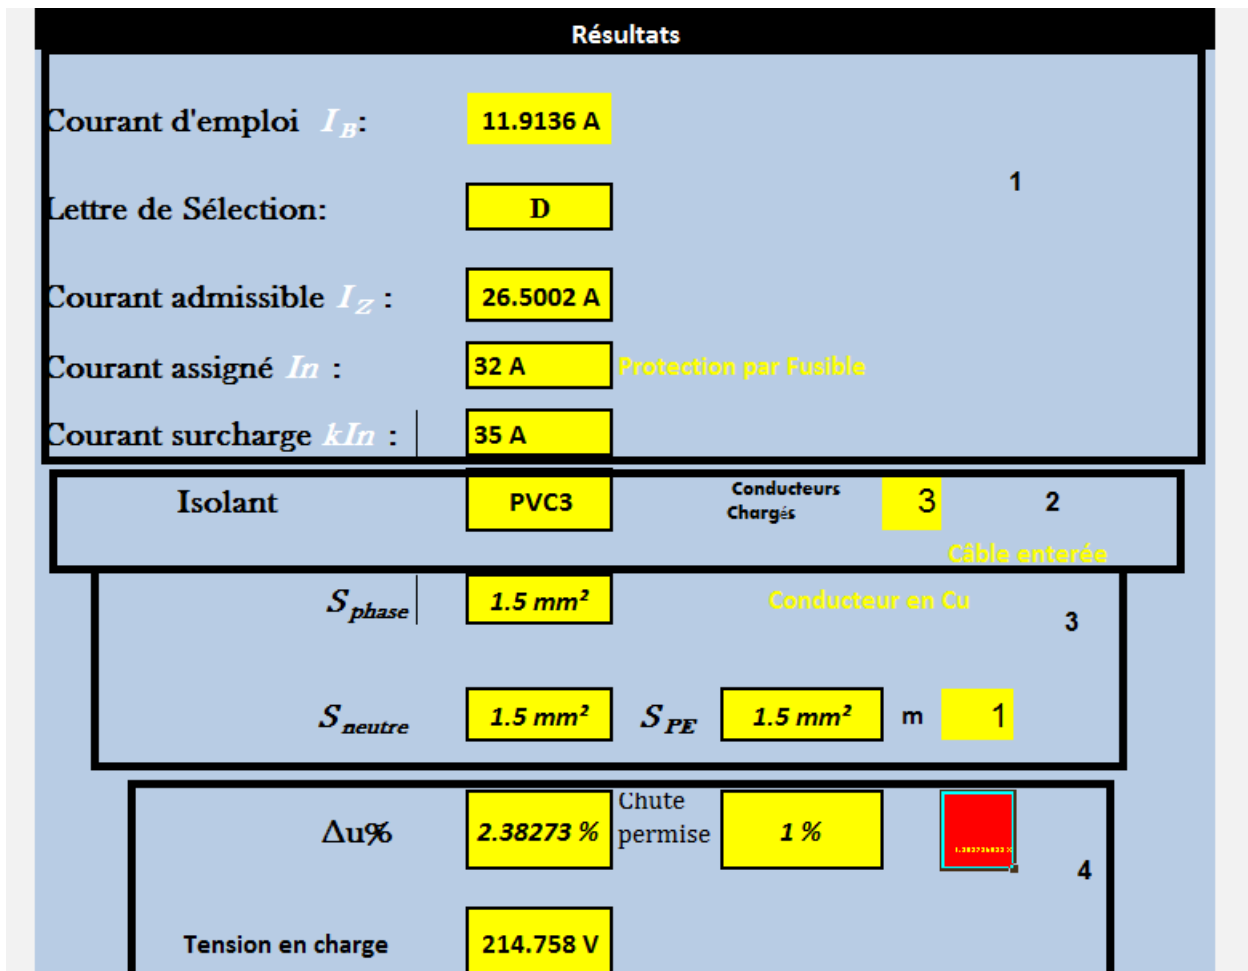 Résultats
Courant d'emploi I_B: 11.9136 A
1
Lettre de Sélection: D
Courant admissible I_Z : 26.5002 A
Courant assigné In : 32 A Protection par Fusible
Courant surcharge kIn : 35 A
Isolant PVC3 Conducteurs Chargés 3 2
Câble enterée
S_phase 1.5 mm² Conducteur en Cu
3
S_neutre 1.5 mm² S_PE 1.5 mm² m 1
Δu% 2.38273 % Chute permise 1 %
4
Tension en charge 214.758 V